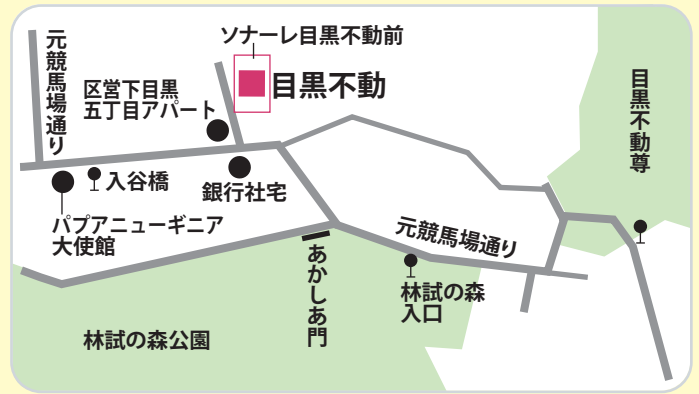 ソナーレ目黒不動前
目黒不動
元競馬場通り
区営下目黒
五丁目アパート
目黒不動尊
入谷橋
銀行社宅
パプアニューギニア
大使館
元競馬場通り
あかしあ門
林試の森
入口
林試の森公園